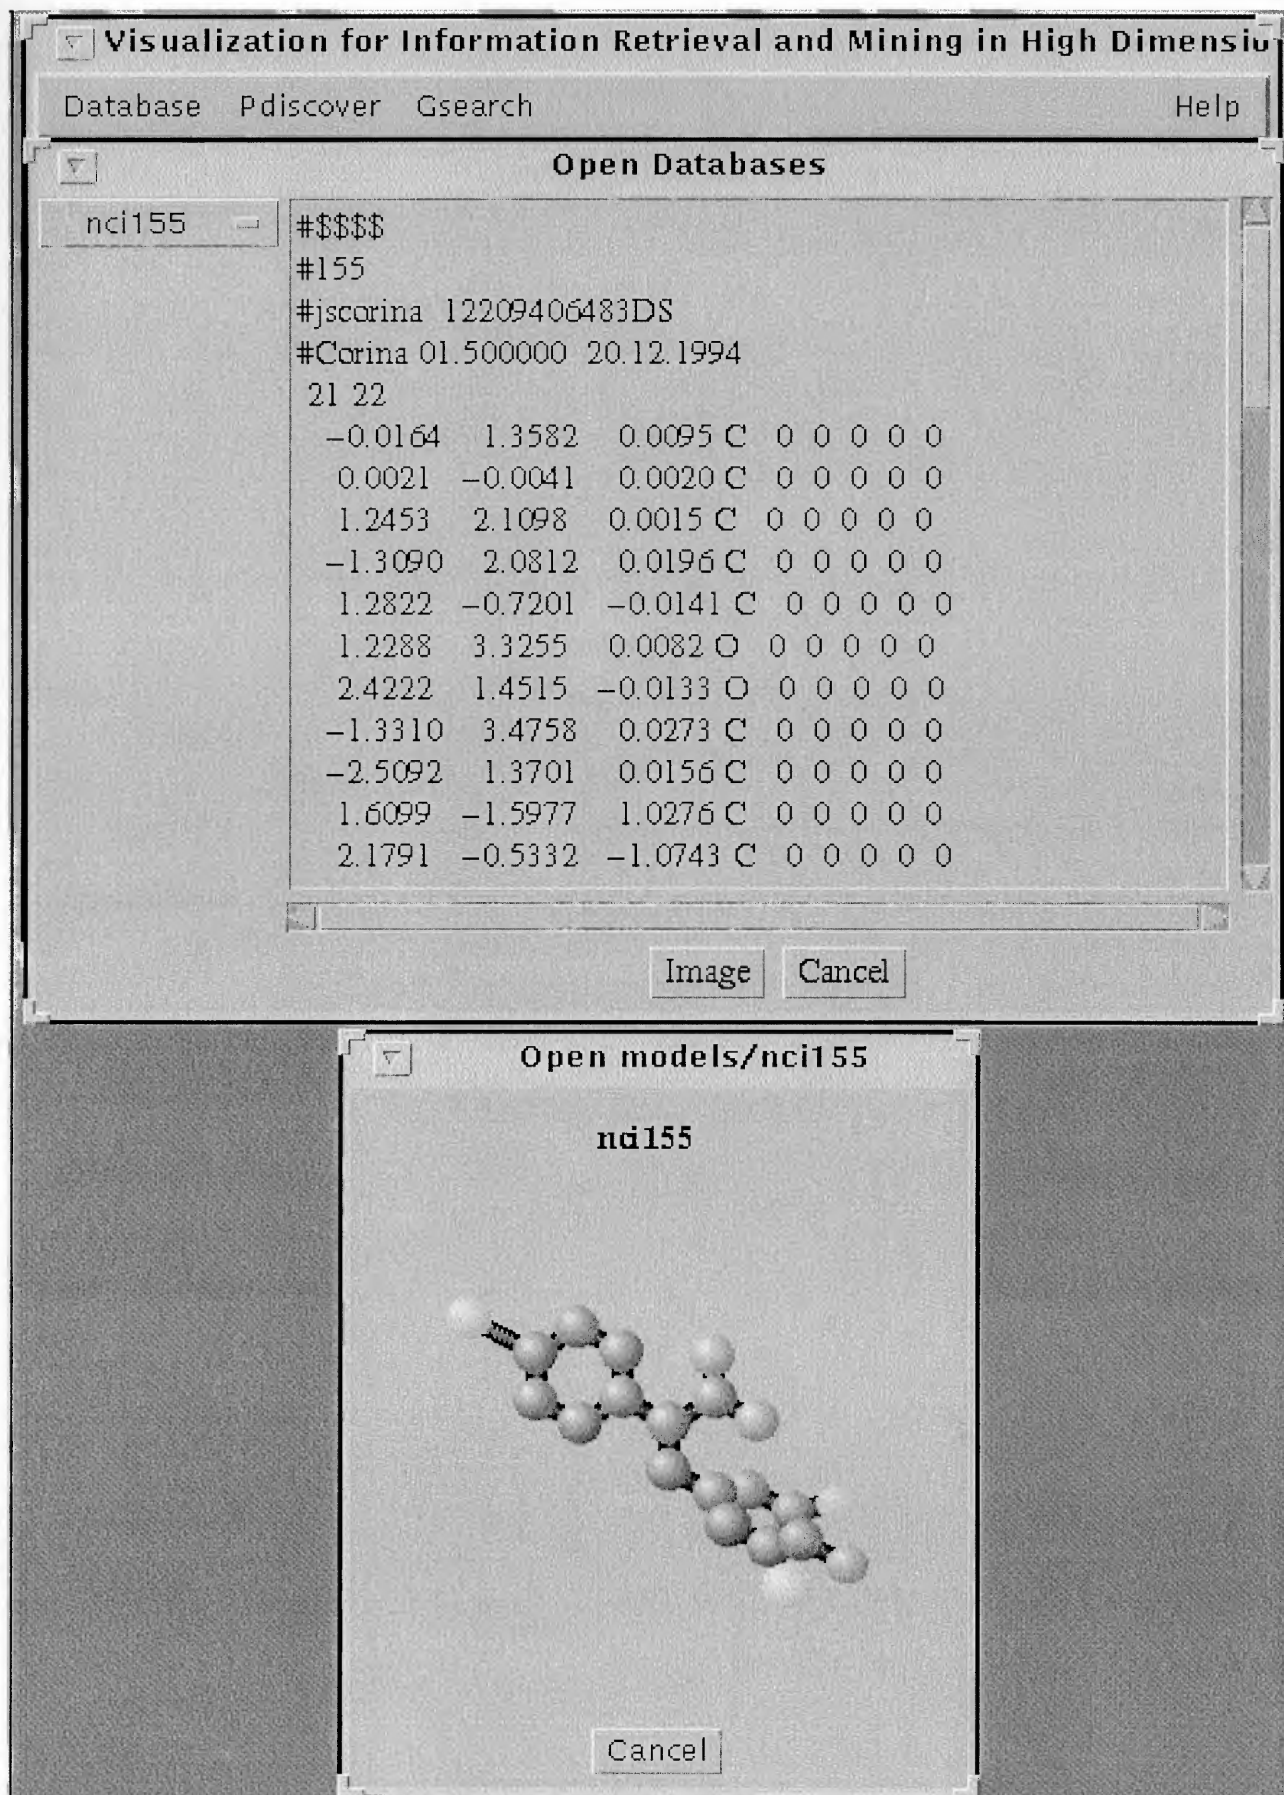 Visualization for Information Retrieval and Mining in High Dimensio
Database Pdiscover Gsearch Help
Open Databases
nci155
#$$$$
#155
#jscorina 12209406483DS
#Corina 01.500000 20.12.1994
21 22
−0.0164 1.3582 0.0095 C 0 0 0 0 0
0.0021 −0.0041 0.0020 C 0 0 0 0 0
1.2453 2.1098 0.0015 C 0 0 0 0 0
−1.3090 2.0812 0.0196 C 0 0 0 0 0
1.2822 −0.7201 −0.0141 C 0 0 0 0 0
1.2288 3.3255 0.0082 O 0 0 0 0 0
2.4222 1.4515 −0.0133 O 0 0 0 0 0
−1.3310 3.4758 0.0273 C 0 0 0 0 0
−2.5092 1.3701 0.0156 C 0 0 0 0 0
1.6099 −1.5977 1.0276 C 0 0 0 0 0
2.1791 −0.5332 −1.0743 C 0 0 0 0 0
Image Cancel
Open models/nci155
nci155
Cancel